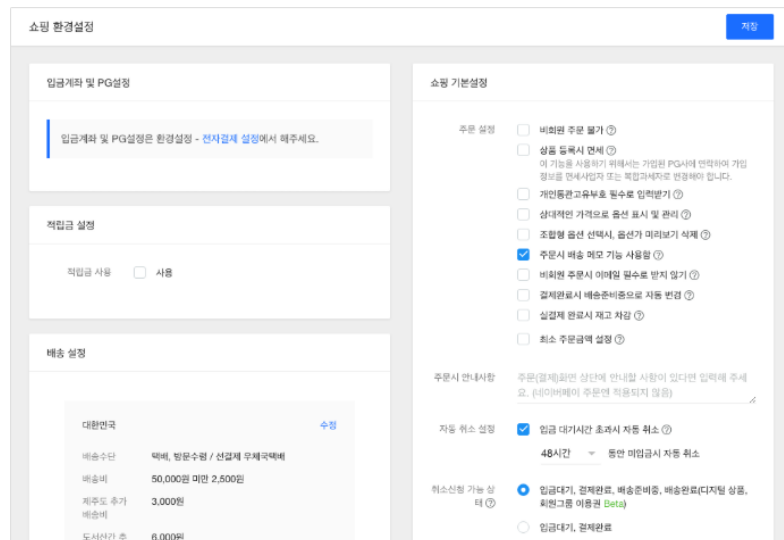 쇼핑 환경설정
저장
입금계좌 및 PG설정
입금계좌 및 PG설정은 환경설정 - 전자결제 설정에서 해주세요.
적립금 설정
적립금 사용
사용
배송 설정
대한민국
수정
배송수단
택배, 방문수령 / 선결제 우체국택배
배송비
50,000원 미만 2,500원
제주도 추가
배송비
3,000원
도서산간 추
6,000원
쇼핑 기본설정
주문 설정
비회원 주문 불가 ?
상품 등록시 면세 ?
이 기능을 사용하기 위해서는 가입된 PG사에 연락하여 가입
정보를 면세사업자 또는 복합과세자로 변경해야 합니다.
개인통관고유부호 필수로 입력받기 ?
상대적인 가격으로 옵션 표시 및 관리 ?
조합형 옵션 선택시, 옵션가 미리보기 삭제 ?
주문시 배송 메모 기능 사용함 ?
비회원 주문시 이메일 필수로 받지 않기 ?
결제완료시 배송준비중으로 자동 변경 ?
실결제 완료시 재고 차감 ?
최소 주문금액 설정 ?
주문시 안내사항
주문(결제)화면 상단에 안내할 사항이 있다면 입력해 주세
요. (네이버페이 주문엔 적용되지 않음)
자동 취소 설정
입금 대기시간 초과시 자동 취소 ?
48시간
동안 미입금시 자동 취소
취소신청 가능 상
태 ?
입금대기, 결제완료, 배송준비중, 배송완료(디지털 상품,
회원그룹 이용권 Beta)
입금대기, 결제완료